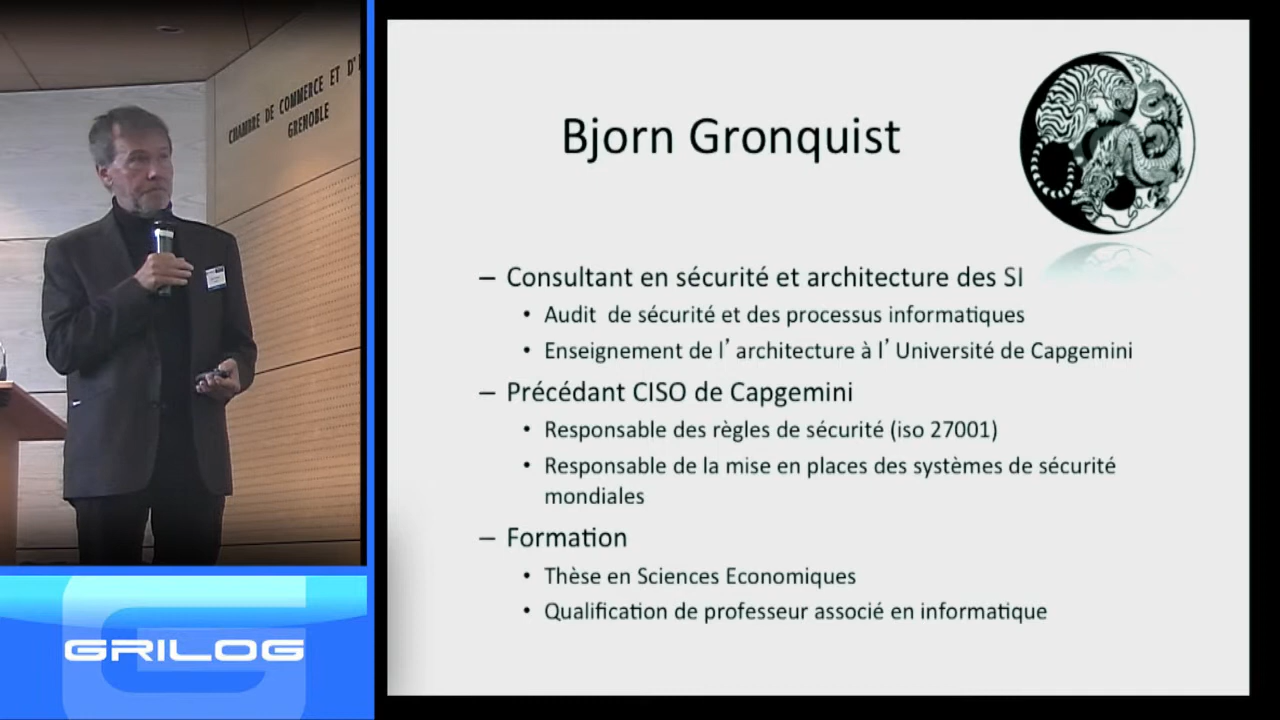 CHAMBRE DE COMMERCE ET D'I
GRENOBLE
GRILOG
Bjorn Gronquist
– Consultant en sécurité et architecture des SI
• Audit de sécurité et des processus informatiques
• Enseignement de l’ architecture à l’ Université de Capgemini
– Précédant CISO de Capgemini
• Responsable des règles de sécurité (iso 27001)
• Responsable de la mise en places des systèmes de sécurité
mondiales
– Formation
• Thèse en Sciences Economiques
• Qualification de professeur associé en informatique